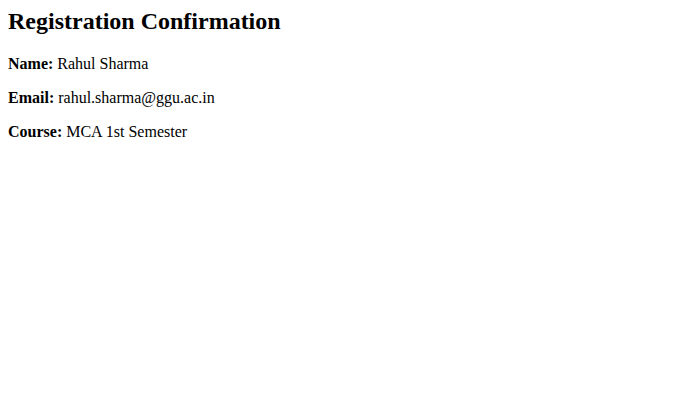 Registration Confirmation
Name: Rahul Sharma
Email: rahul.sharma@ggu.ac.in
Course: MCA 1st Semester